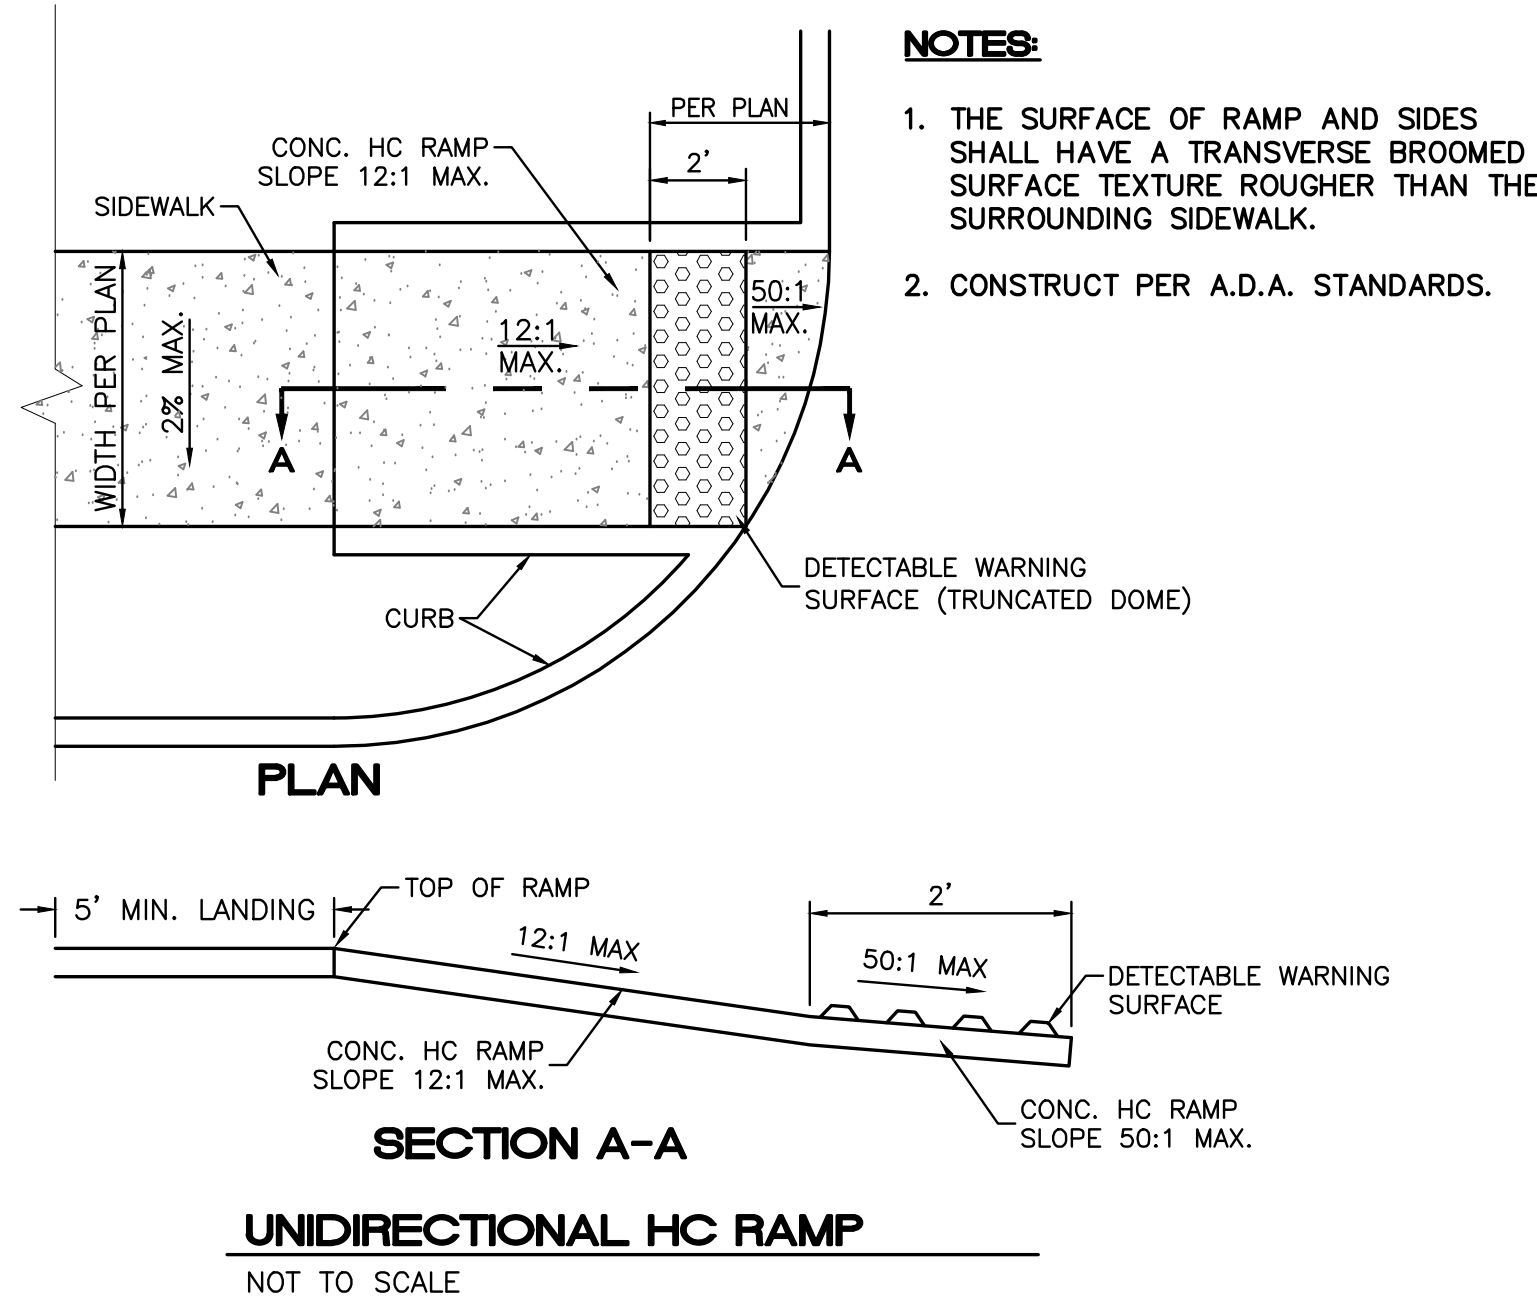 NOTES:
1. THE SURFACE OF RAMP AND SIDES
SHALL HAVE A TRANSVERSE BROOMED
SURFACE TEXTURE ROUGHER THAN THE
SURROUNDING SIDEWALK.
2. CONSTRUCT PER A.D.A. STANDARDS.
PER PLAN
2'
CONC. HC RAMP
SLOPE 12:1 MAX.
SIDEWALK
WIDTH PER PLAN
2% MAX.
12:1
MAX.
50:1
MAX.
A
A
DETECTABLE WARNING
SURFACE (TRUNCATED DOME)
CURB
PLAN
5' MIN. LANDING
TOP OF RAMP
12:1 MAX
2'
50:1 MAX
DETECTABLE WARNING
SURFACE
CONC. HC RAMP
SLOPE 12:1 MAX.
CONC. HC RAMP
SLOPE 50:1 MAX.
SECTION A-A
UNIDIRECTIONAL HC RAMP
NOT TO SCALE